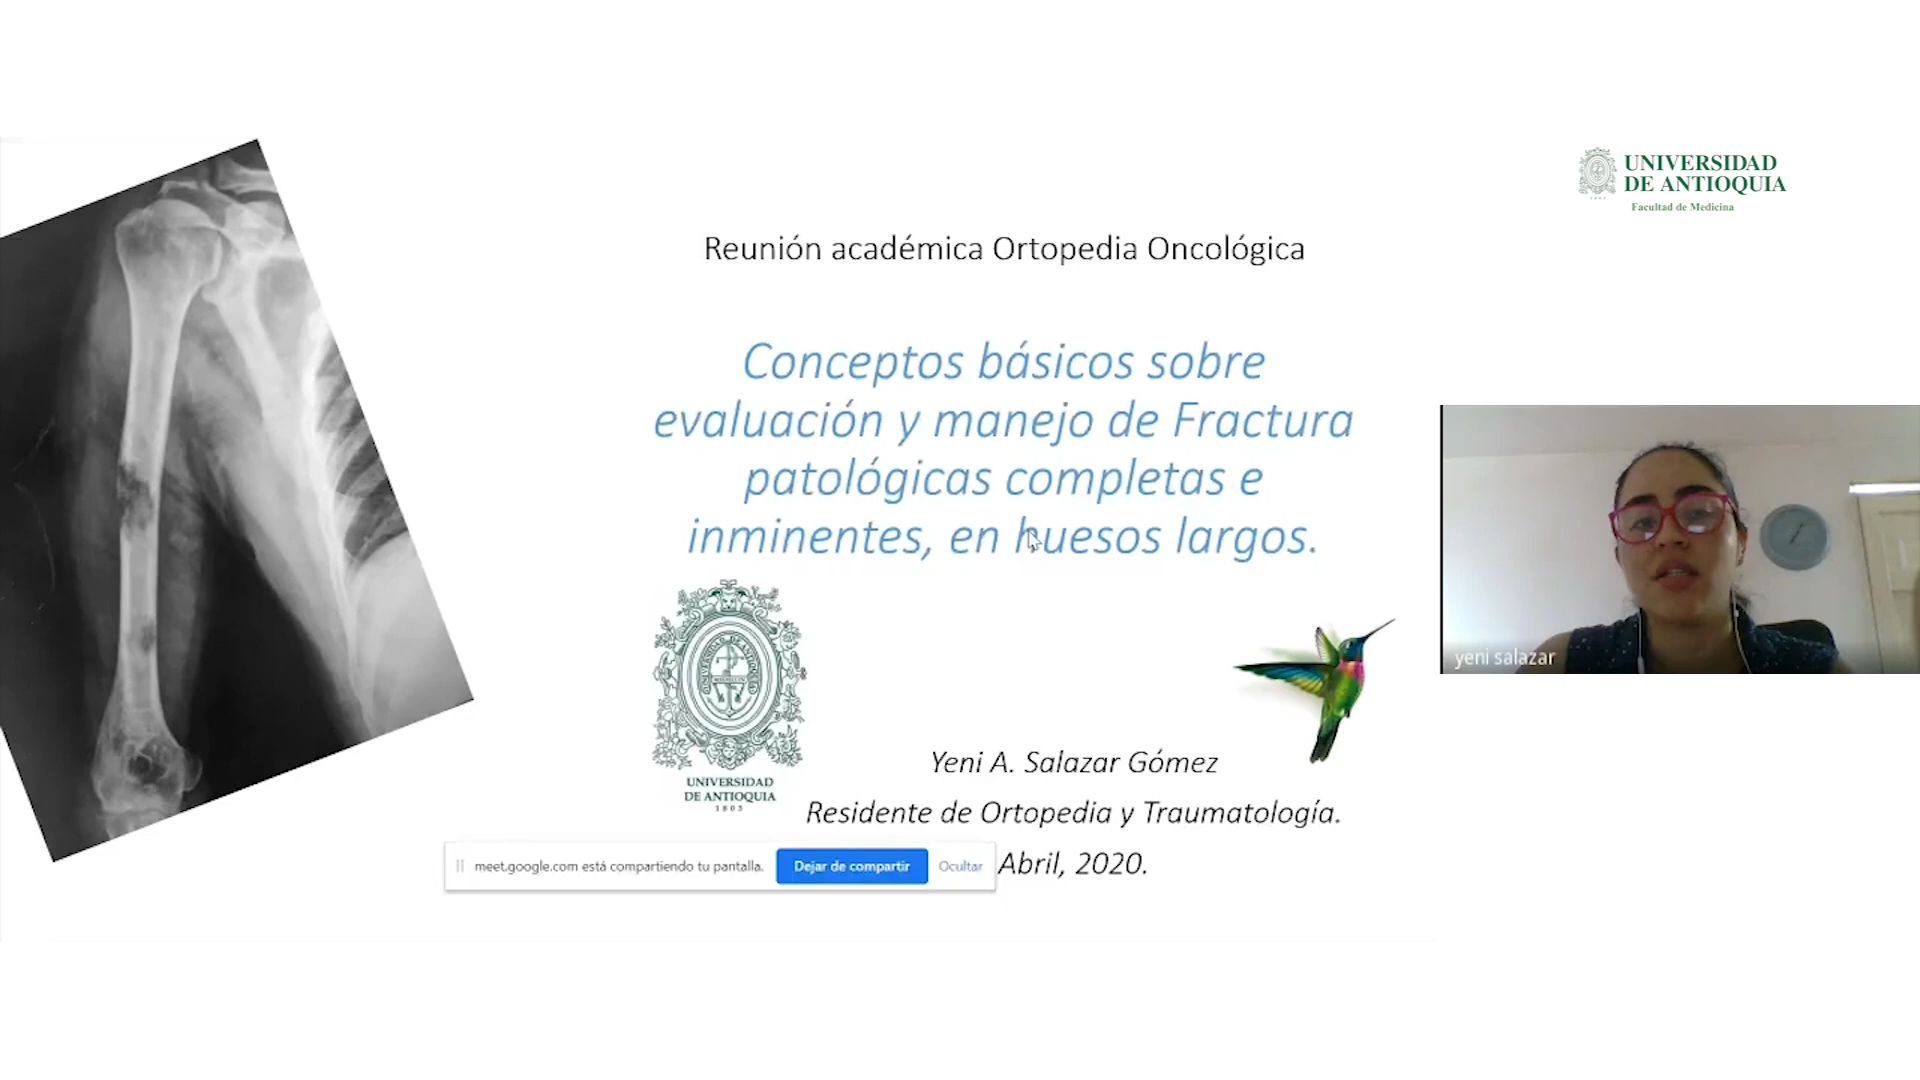 UNIVERSIDAD
DE ANTIOQUIA
1803
Facultad de Medicina
Reunión académica Ortopedia Oncológica
Conceptos básicos sobre
evaluación y manejo de Fractura
patológicas completas e
inminentes, en huesos largos.
yeni salazar
UNIVERSIDAD
DE ANTIOQUIA
1803
Yeni A. Salazar Gómez
Residente de Ortopedia y Traumatología.
meet.google.com está compartiendo tu pantalla.
Dejar de compartir
Ocultar
Abril, 2020.